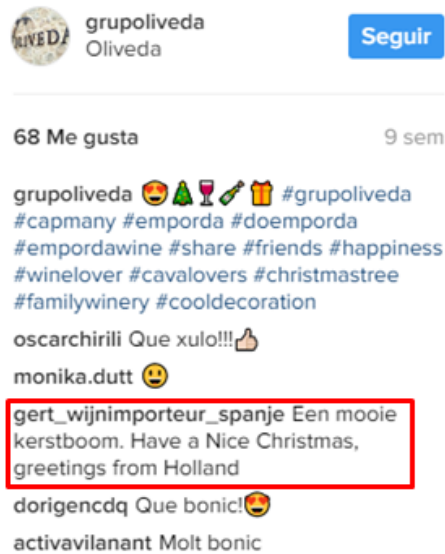 OLIVEDA
grupoliveda
Oliveda
Seguir
68 Me gusta
9 sem
grupoliveda 😍🎄🍷🍾🎁 #grupoliveda
#capmany #emporda #doemporda
#empordawine #share #friends #happiness
#winelover #cavalovers #christmastree
#familywinery #cooldecoration
oscarchirili Que xulo!!!👍🏻
monika.dutt 😃
gert_wijnimporteur_spanje Een mooie
kerstboom. Have a Nice Christmas,
greetings from Holland
dorigencdq Que bonic!😍
activavilanant Molt bonic